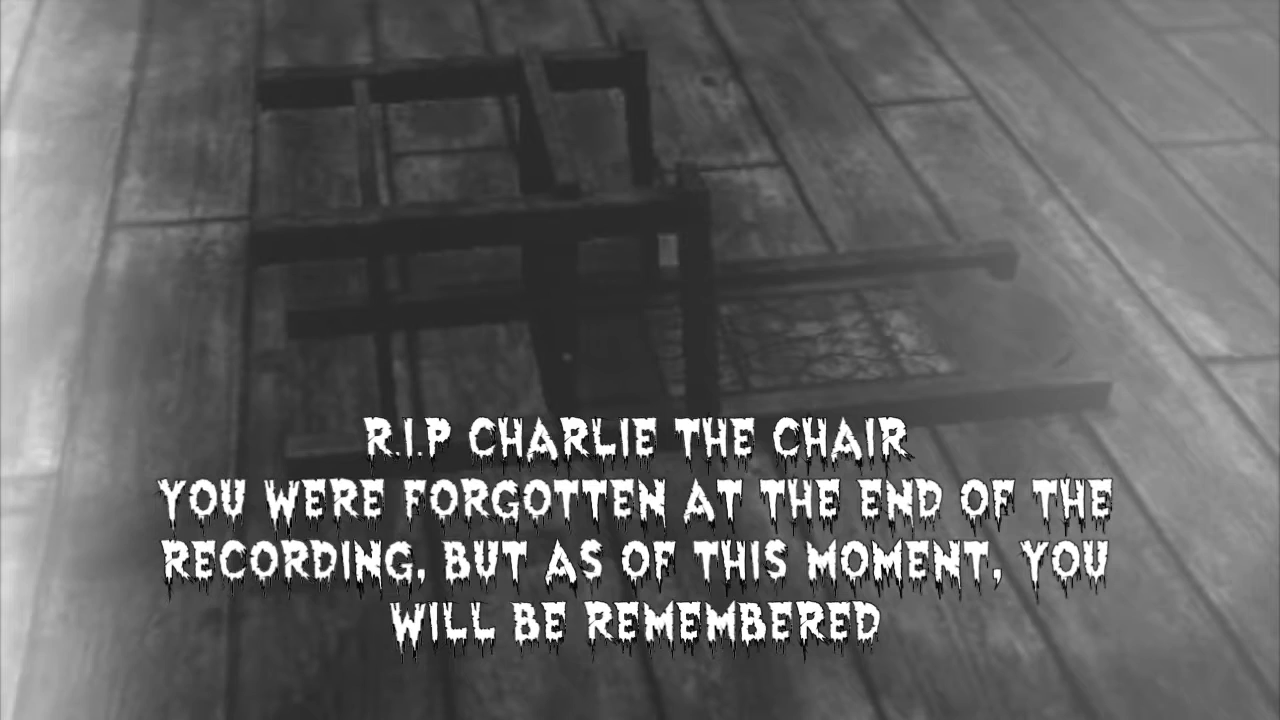 R.I.P CHARLIE THE CHAIR
YOU WERE FORGOTTEN AT THE END OF THE
RECORDING, BUT AS OF THIS MOMENT, YOU
WILL BE REMEMBERED